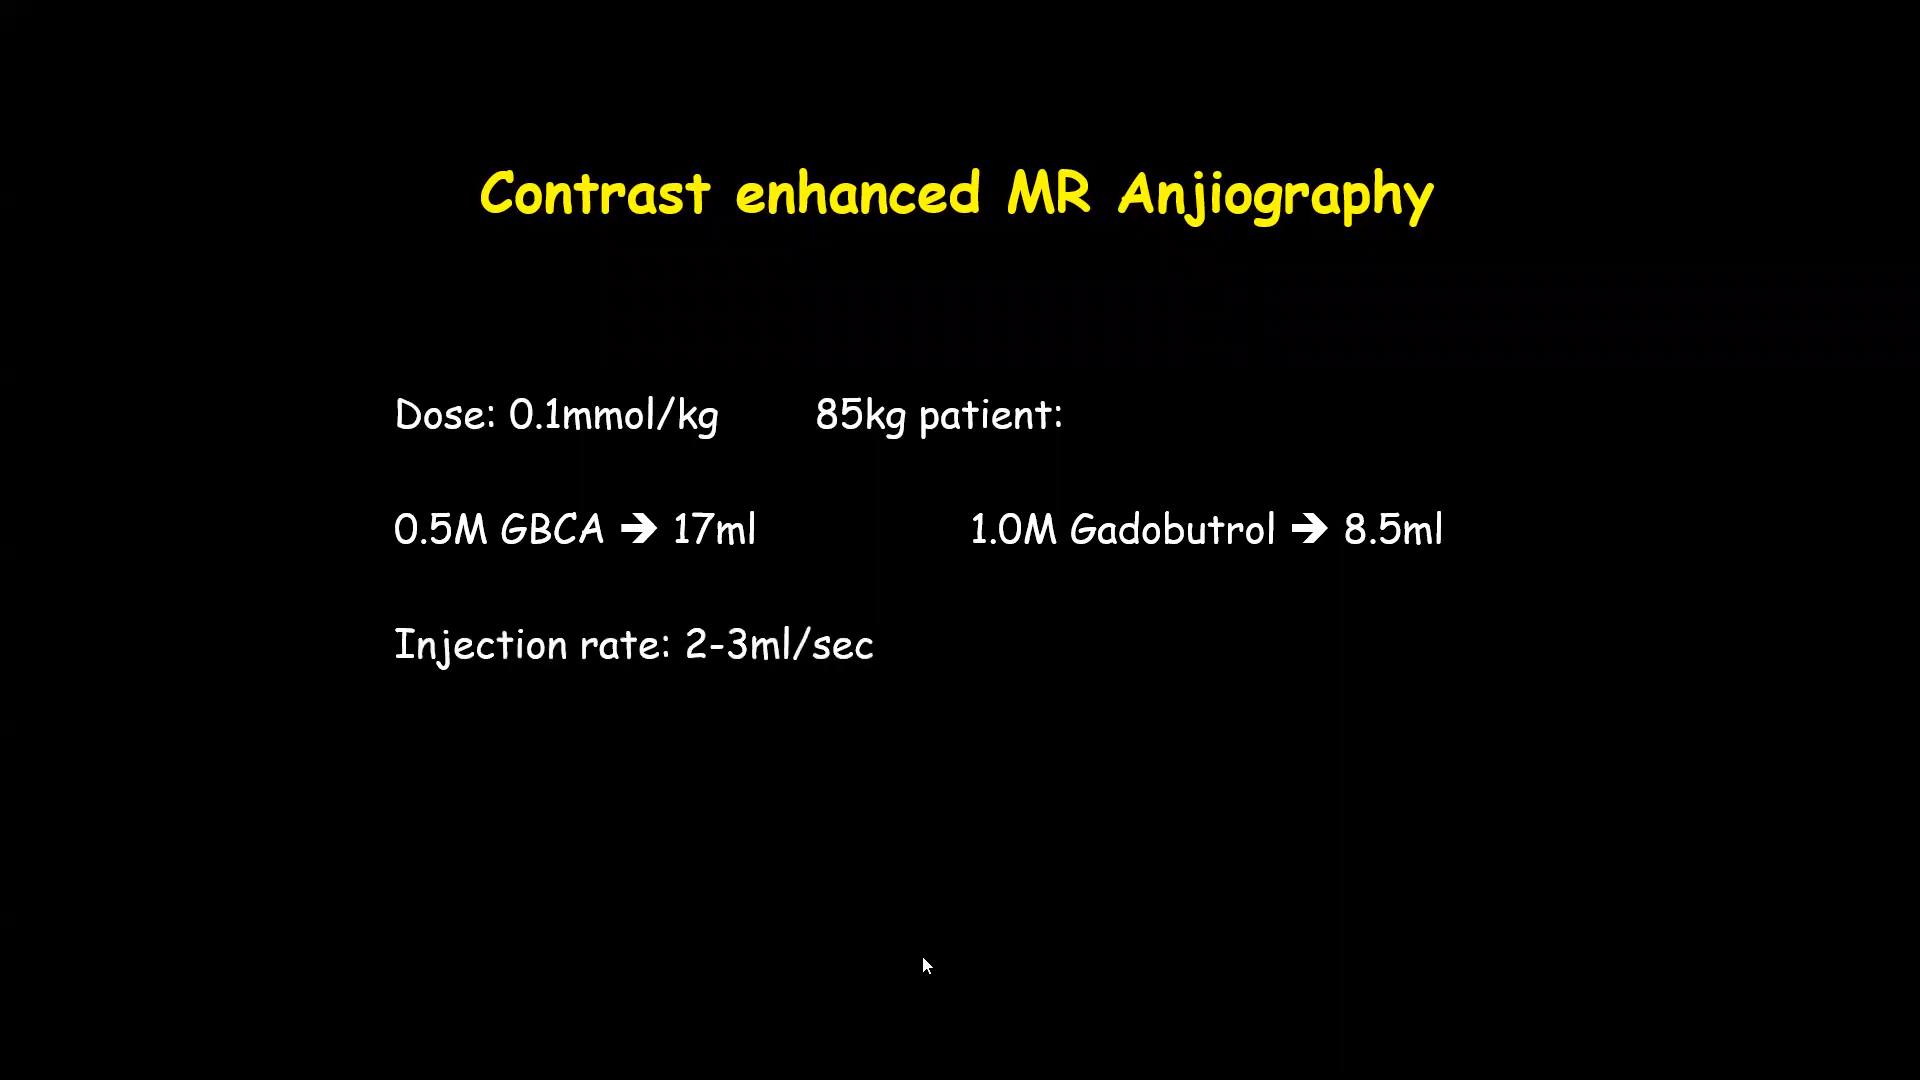 Contrast enhanced MR Anjiography
Dose: 0.1mmol/kg 85kg patient:
0.5M GBCA ➔ 17ml 1.0M Gadobutrol ➔ 8.5ml
Injection rate: 2-3ml/sec